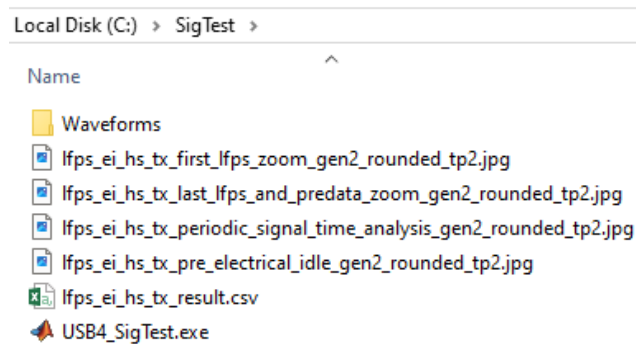 Local Disk (C:) > SigTest >
Name
Waveforms
lfps_ei_hs_tx_first_lfps_zoom_gen2_rounded_tp2.jpg
lfps_ei_hs_tx_last_lfps_and_predata_zoom_gen2_rounded_tp2.jpg
lfps_ei_hs_tx_periodic_signal_time_analysis_gen2_rounded_tp2.jpg
lfps_ei_hs_tx_pre_electrical_idle_gen2_rounded_tp2.jpg
lfps_ei_hs_tx_result.csv
USB4_SigTest.exe